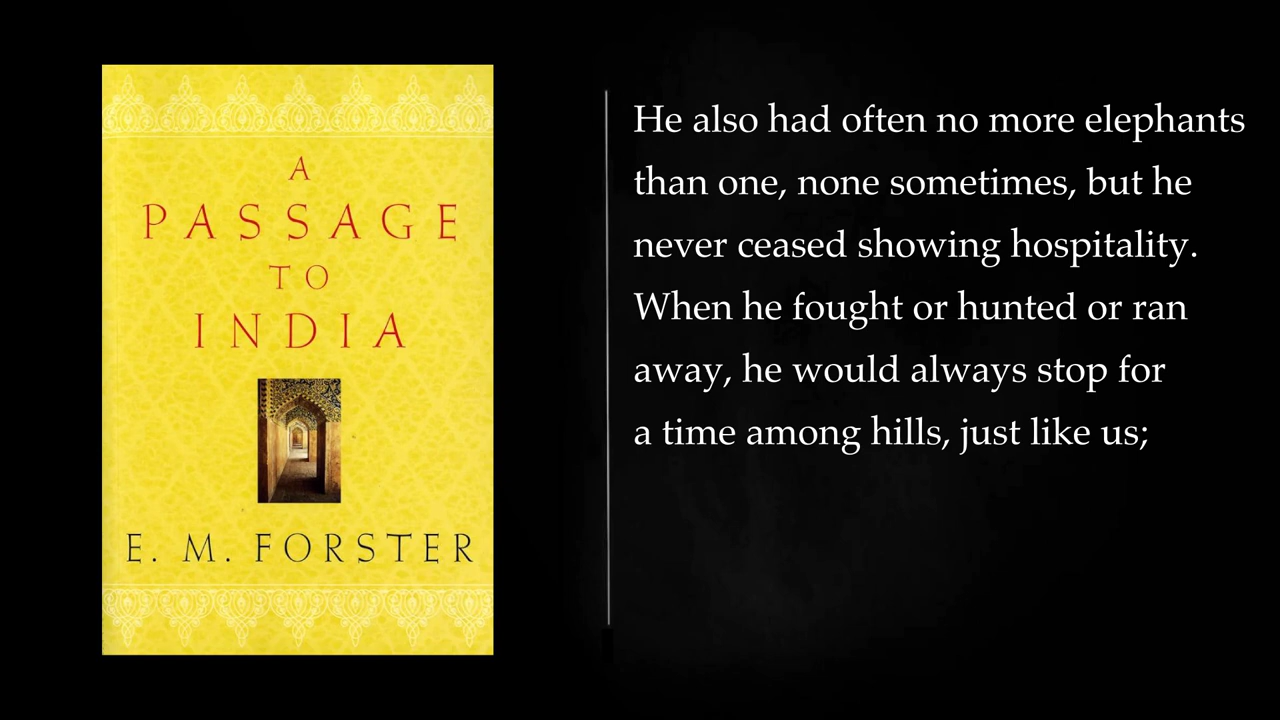 A
PASSAGE
TO
INDIA
E. M. FORSTER
He also had often no more elephants
than one, none sometimes, but he
never ceased showing hospitality.
When he fought or hunted or ran
away, he would always stop for
a time among hills, just like us;